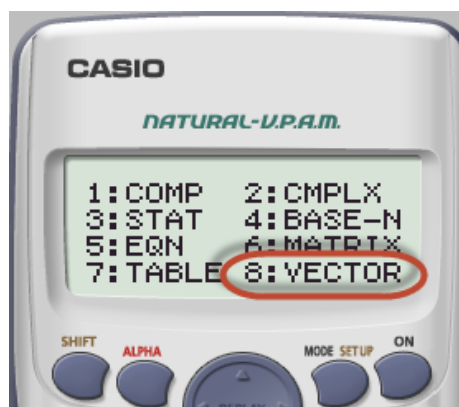 CASIO
NATURAL-V.P.A.M.
1:COMP 2:CMPLX
3:STAT 4:BASE-N
5:EQN 6:MATRIX
7:TABLE 8:VECTOR
SHIFT ALPHA MODE SETUP ON
REPLAY